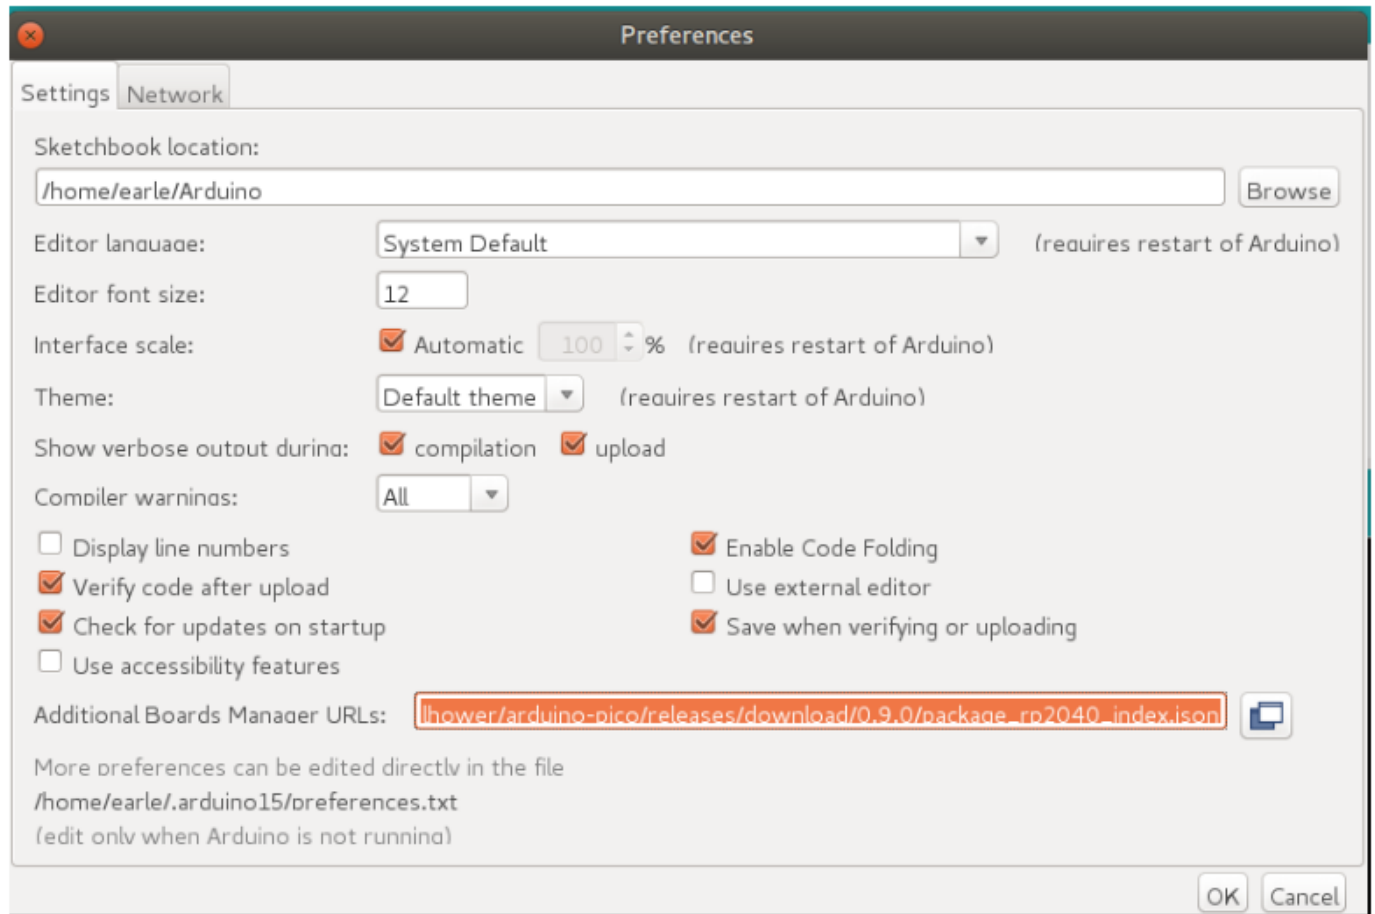 Preferences
Settings Network
Sketchbook location:
/home/earle/Arduino Browse
Editor language: System Default (requires restart of Arduino)
Editor font size: 12
Interface scale: Automatic 100 % (requires restart of Arduino)
Theme: Default theme (requires restart of Arduino)
Show verbose output during: compilation upload
Compiler warnings: All
Display line numbers Enable Code Folding
Verify code after upload Use external editor
Check for updates on startup Save when verifying or uploading
Use accessibility features
Additional Boards Manager URLs: lhower/arduino-pico/releases/download/0.9.0/package_rp2040_index.json
More preferences can be edited directly in the file
/home/earle/.arduino15/preferences.txt
(edit only when Arduino is not running)
OK Cancel